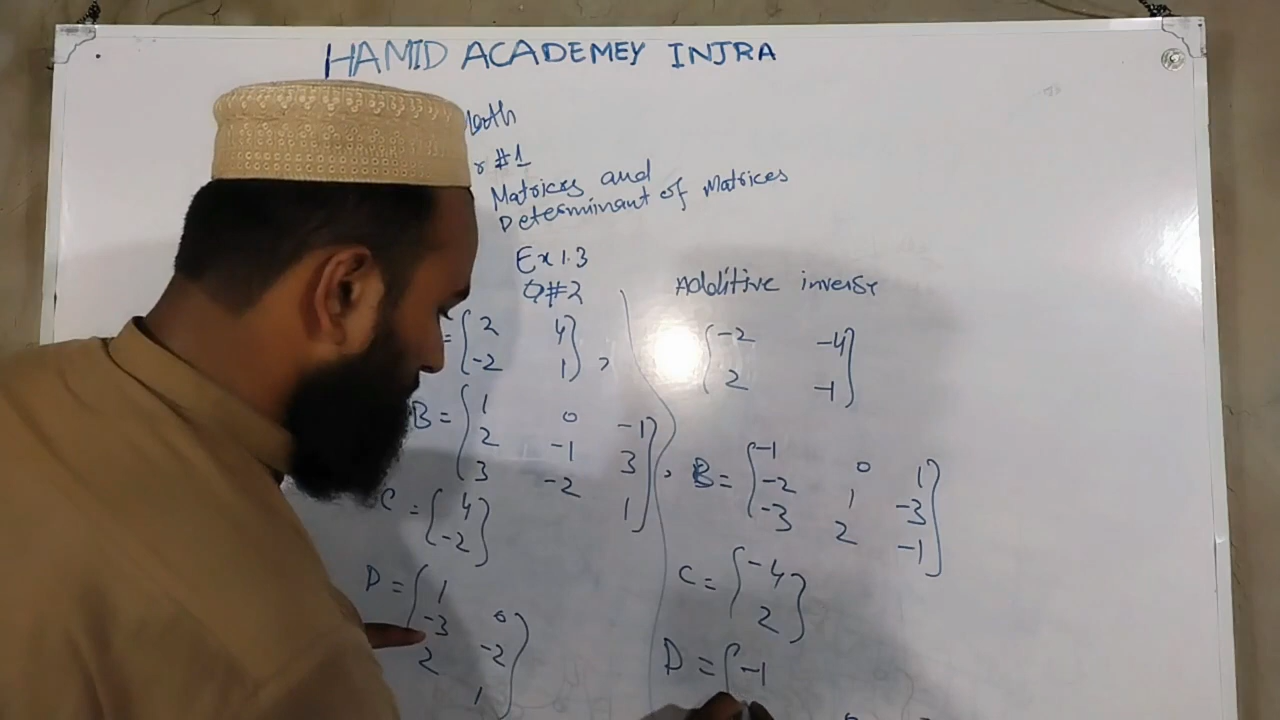 HAMID ACADEMEY INJRA
Math
#1
Matrices and
Determinant of Matrices
Ex 1.3
Q#2
Additive inverse
= [2 4
-2 1],
[-2 -4
2 -1]
B = [1 0 -1
2 -1 3
3 -2 1],
B = [-1 0 1
-2 1 -3
-3 2 -1]
C = [4
-2]
C = [-4
2]
D = [1 0
-3 -2
2 1]
D = [-1